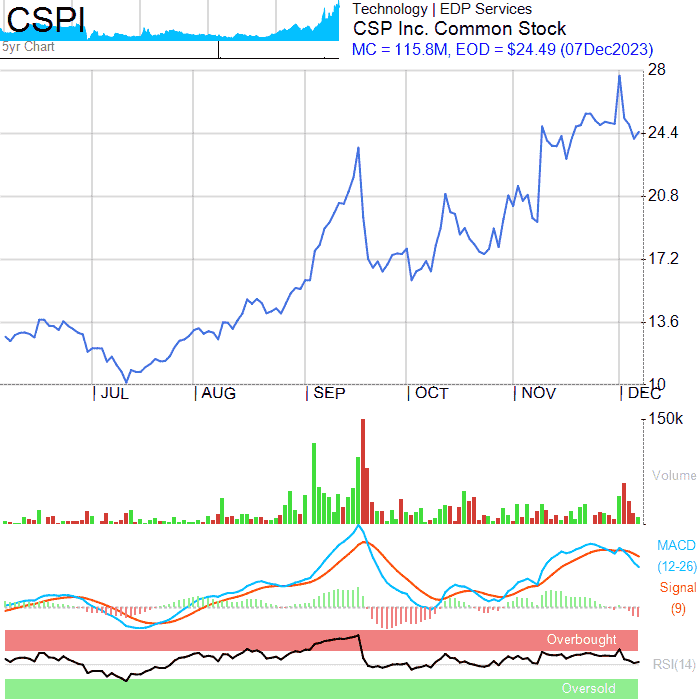 CSPI
5yr Chart
Technology | EDP Services
CSP Inc. Common Stock
MC = 115.8M, EOD = $24.49 (07Dec2023)
28
24.4
20.8
17.2
13.6
10
JUL AUG SEP OCT NOV DEC
150k
Volume
MACD
(12-26)
Signal
(9)
Overbought
RSI(14)
Oversold